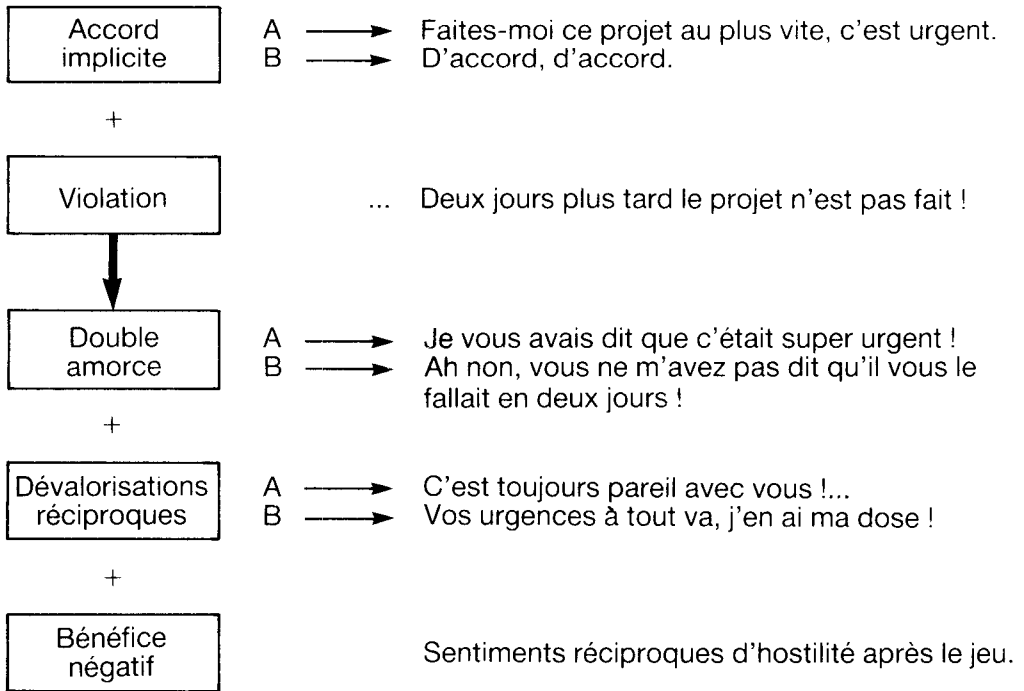 Accord
implicite
A Faites-moi ce projet au plus vite, c'est urgent.
B D'accord, d'accord.
+
Violation
... Deux jours plus tard le projet n'est pas fait !
Double
amorce
A Je vous avais dit que c'était super urgent !
B Ah non, vous ne m'avez pas dit qu'il vous le
fallait en deux jours !
+
Dévalorisations
réciproques
A C'est toujours pareil avec vous !...
B Vos urgences à tout va, j'en ai ma dose !
+
Bénéfice
négatif
Sentiments réciproques d'hostilité après le jeu.